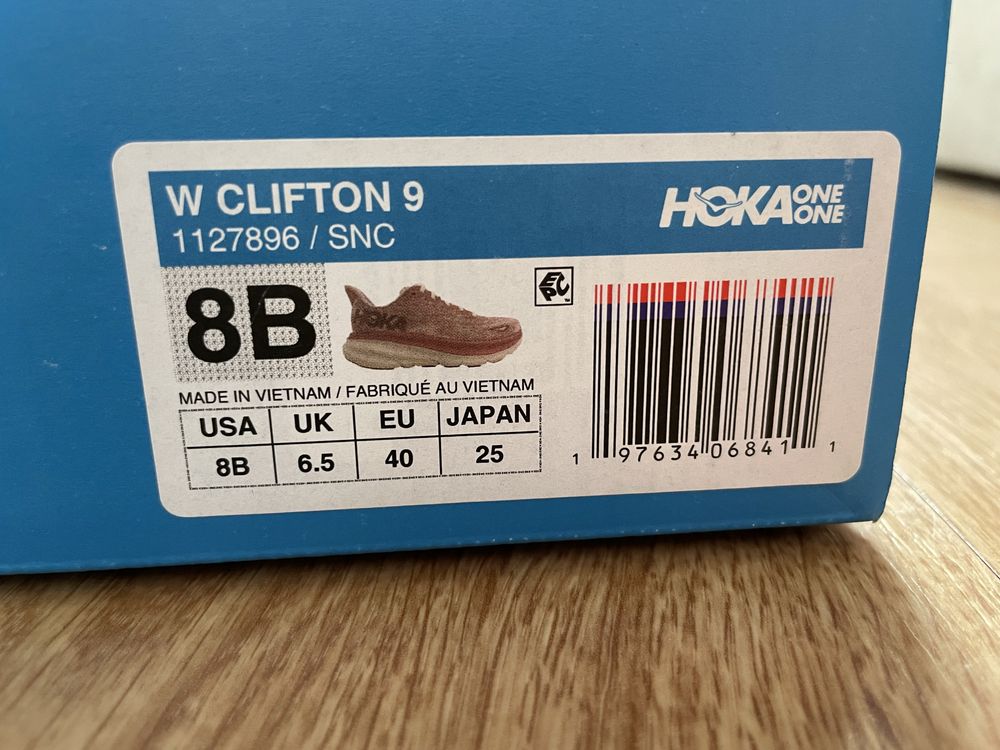 W CLIFTON 9
1127896 / SNC
HOKA ONE
ONE
8B
HOKA
MADE IN VIETNAM / FABRIQUÉ AU VIETNAM
USA UK EU JAPAN
8B 6.5 40 25
1 97634 06841 1